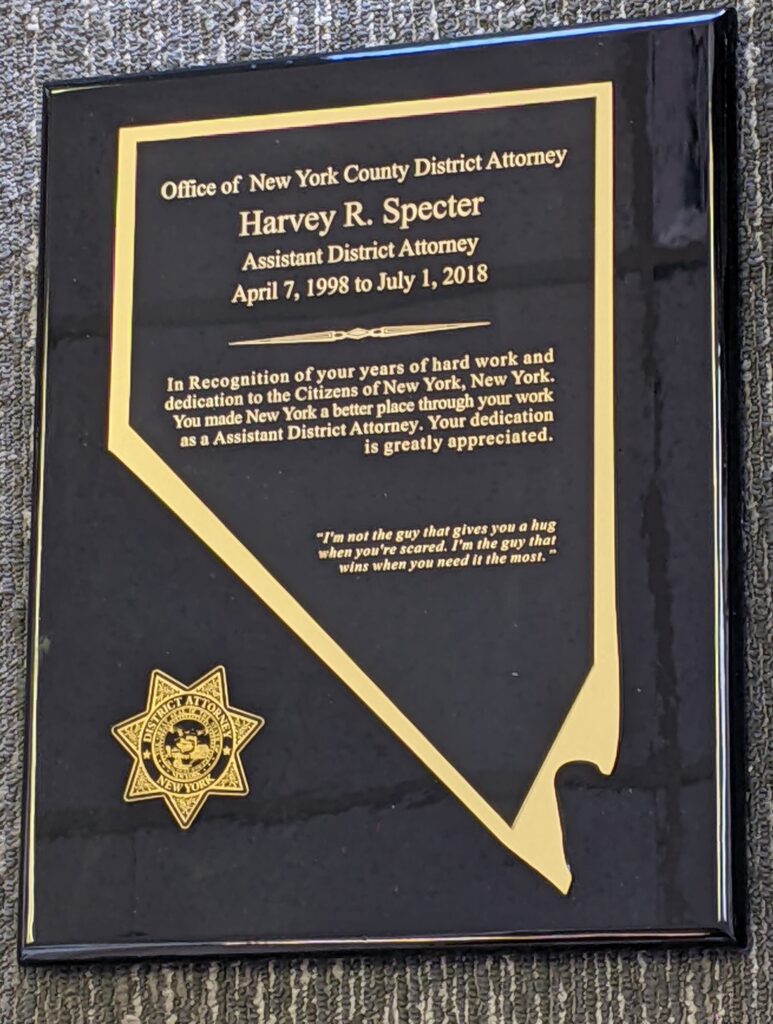 Office of New York County District Attorney
Harvey R. Specter
Assistant District Attorney
April 7, 1998 to July 1, 2018
In Recognition of your years of hard work and
dedication to the Citizens of New York, New York.
You made New York a better place through your work
as a Assistant District Attorney. Your dedication
is greatly appreciated.
"I'm not the guy that gives you a hug
when you're scared. I'm the guy that
wins when you need it the most."
DISTRICT ATTORNEY
NEW YORK